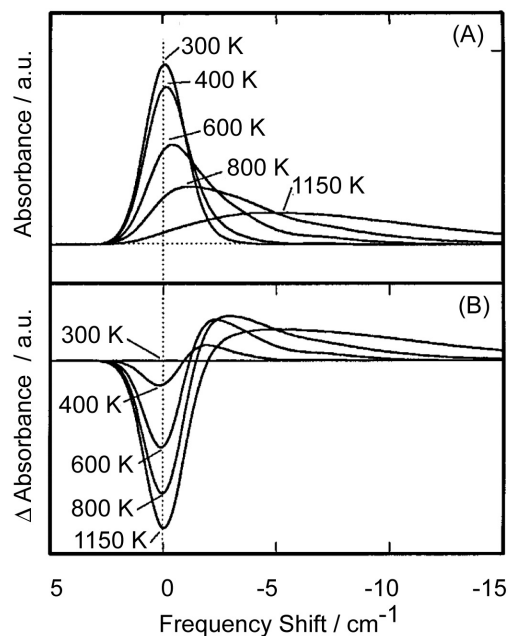 (A)
300 K
400 K
600 K
800 K
1150 K
Absorbance / a.u.
(B)
300 K
400 K
600 K
800 K
1150 K
Δ Absorbance / a.u.
5 0 -5 -10 -15
Frequency Shift / cm-1